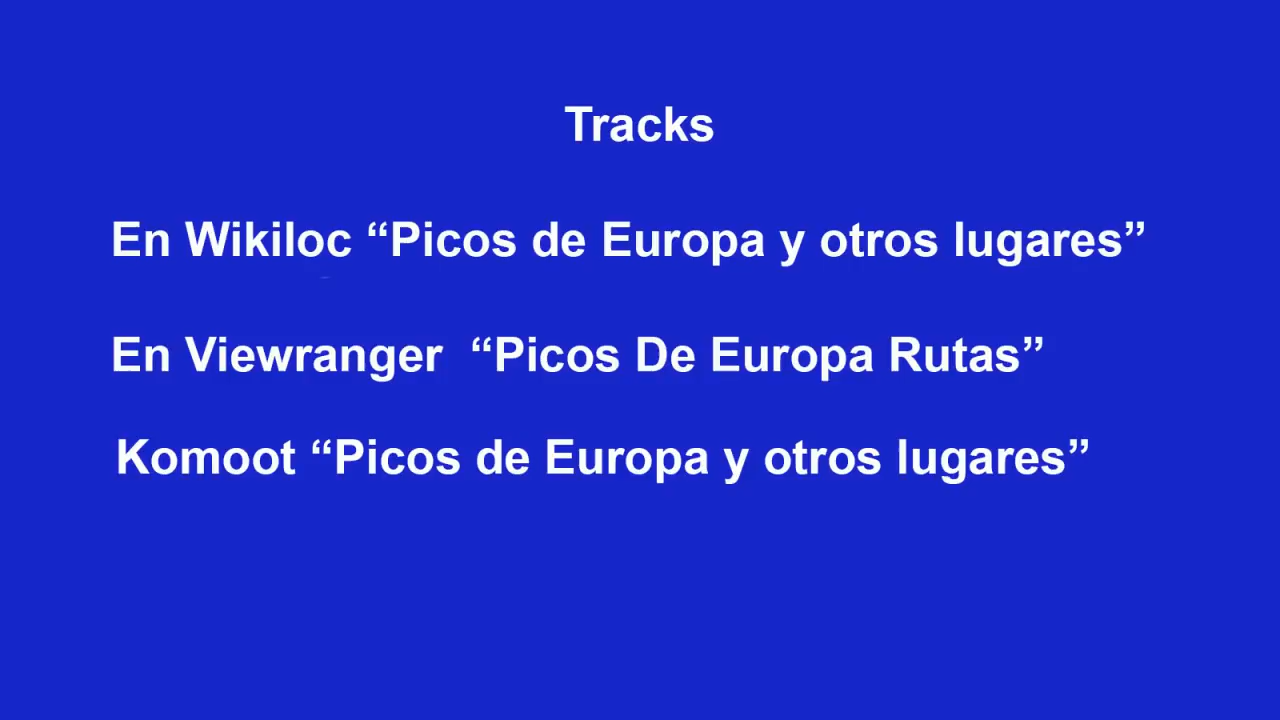 Tracks
En Wikiloc “Picos de Europa y otros lugares”
En Viewranger “Picos De Europa Rutas”
Komoot “Picos de Europa y otros lugares”